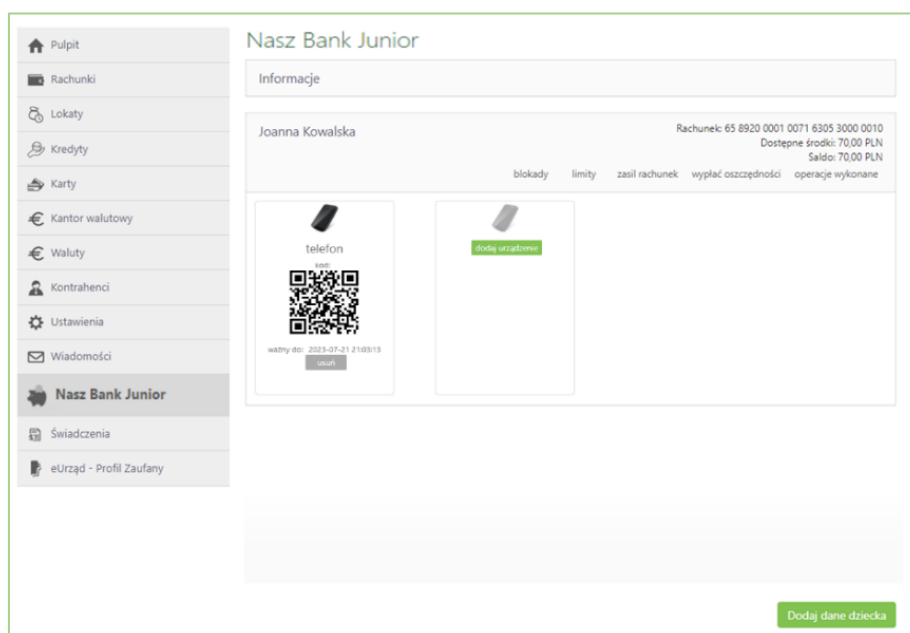 Pulpit
Rachunki
Lokaty
Kredyty
Karty
Kantor walutowy
Waluty
Kontrahenci
Ustawienia
Wiadomości
Nasz Bank Junior
Świadczenia
eUrząd - Profil Zaufany
Nasz Bank Junior
Informacje
Joanna Kowalska
Rachunek: 65 8920 0001 0071 6305 3000 0010
Dostępne środki: 70,00 PLN
Saldo: 70,00 PLN
blokady limity zasil rachunek wypłać oszczędności operacje wykonane
telefon
kod:
ważny do: 2023-07-21 21:03:13
usuń
dodaj urządzenie
Dodaj dane dziecka